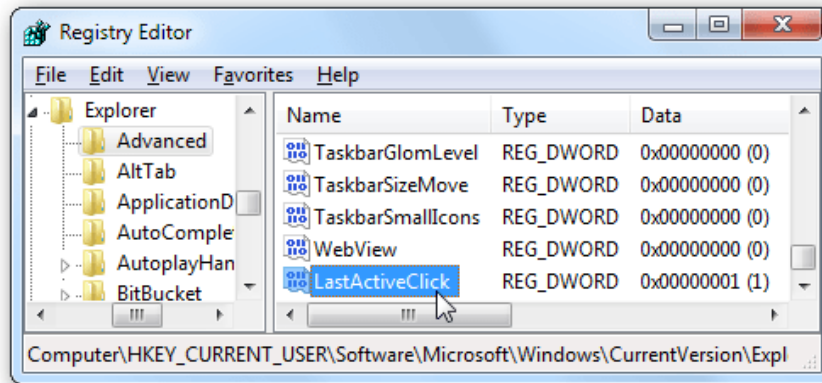 Registry Editor
File Edit View Favorites Help
Explorer
Advanced
AltTab
ApplicationD
AutoComple
AutoplayHan
BitBucket
Name Type Data
TaskbarGlomLevel REG_DWORD 0x00000000 (0)
TaskbarSizeMove REG_DWORD 0x00000000 (0)
TaskbarSmallIcons REG_DWORD 0x00000000 (0)
WebView REG_DWORD 0x00000000 (0)
LastActiveClick REG_DWORD 0x00000001 (1)
Computer\HKEY_CURRENT_USER\Software\Microsoft\Windows\CurrentVersion\Expl